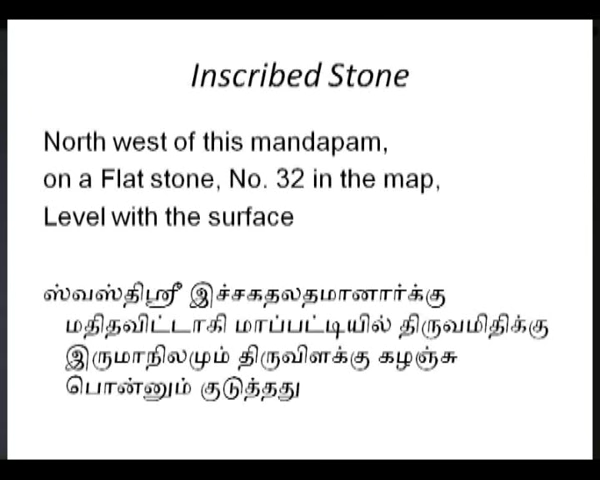 Inscribed Stone
North west of this mandapam,
on a Flat stone, No. 32 in the map,
Level with the surface
ஸ்வஸ்திஸ்ரீ இச்சகதலதமானார்க்கு
மதிதவிட்டாகி மாப்பட்டியில் திருவமிதிக்கு
இருமாநிலமும் திருவிளக்கு கழஞ்சு
பொன்னும் குடுத்தது